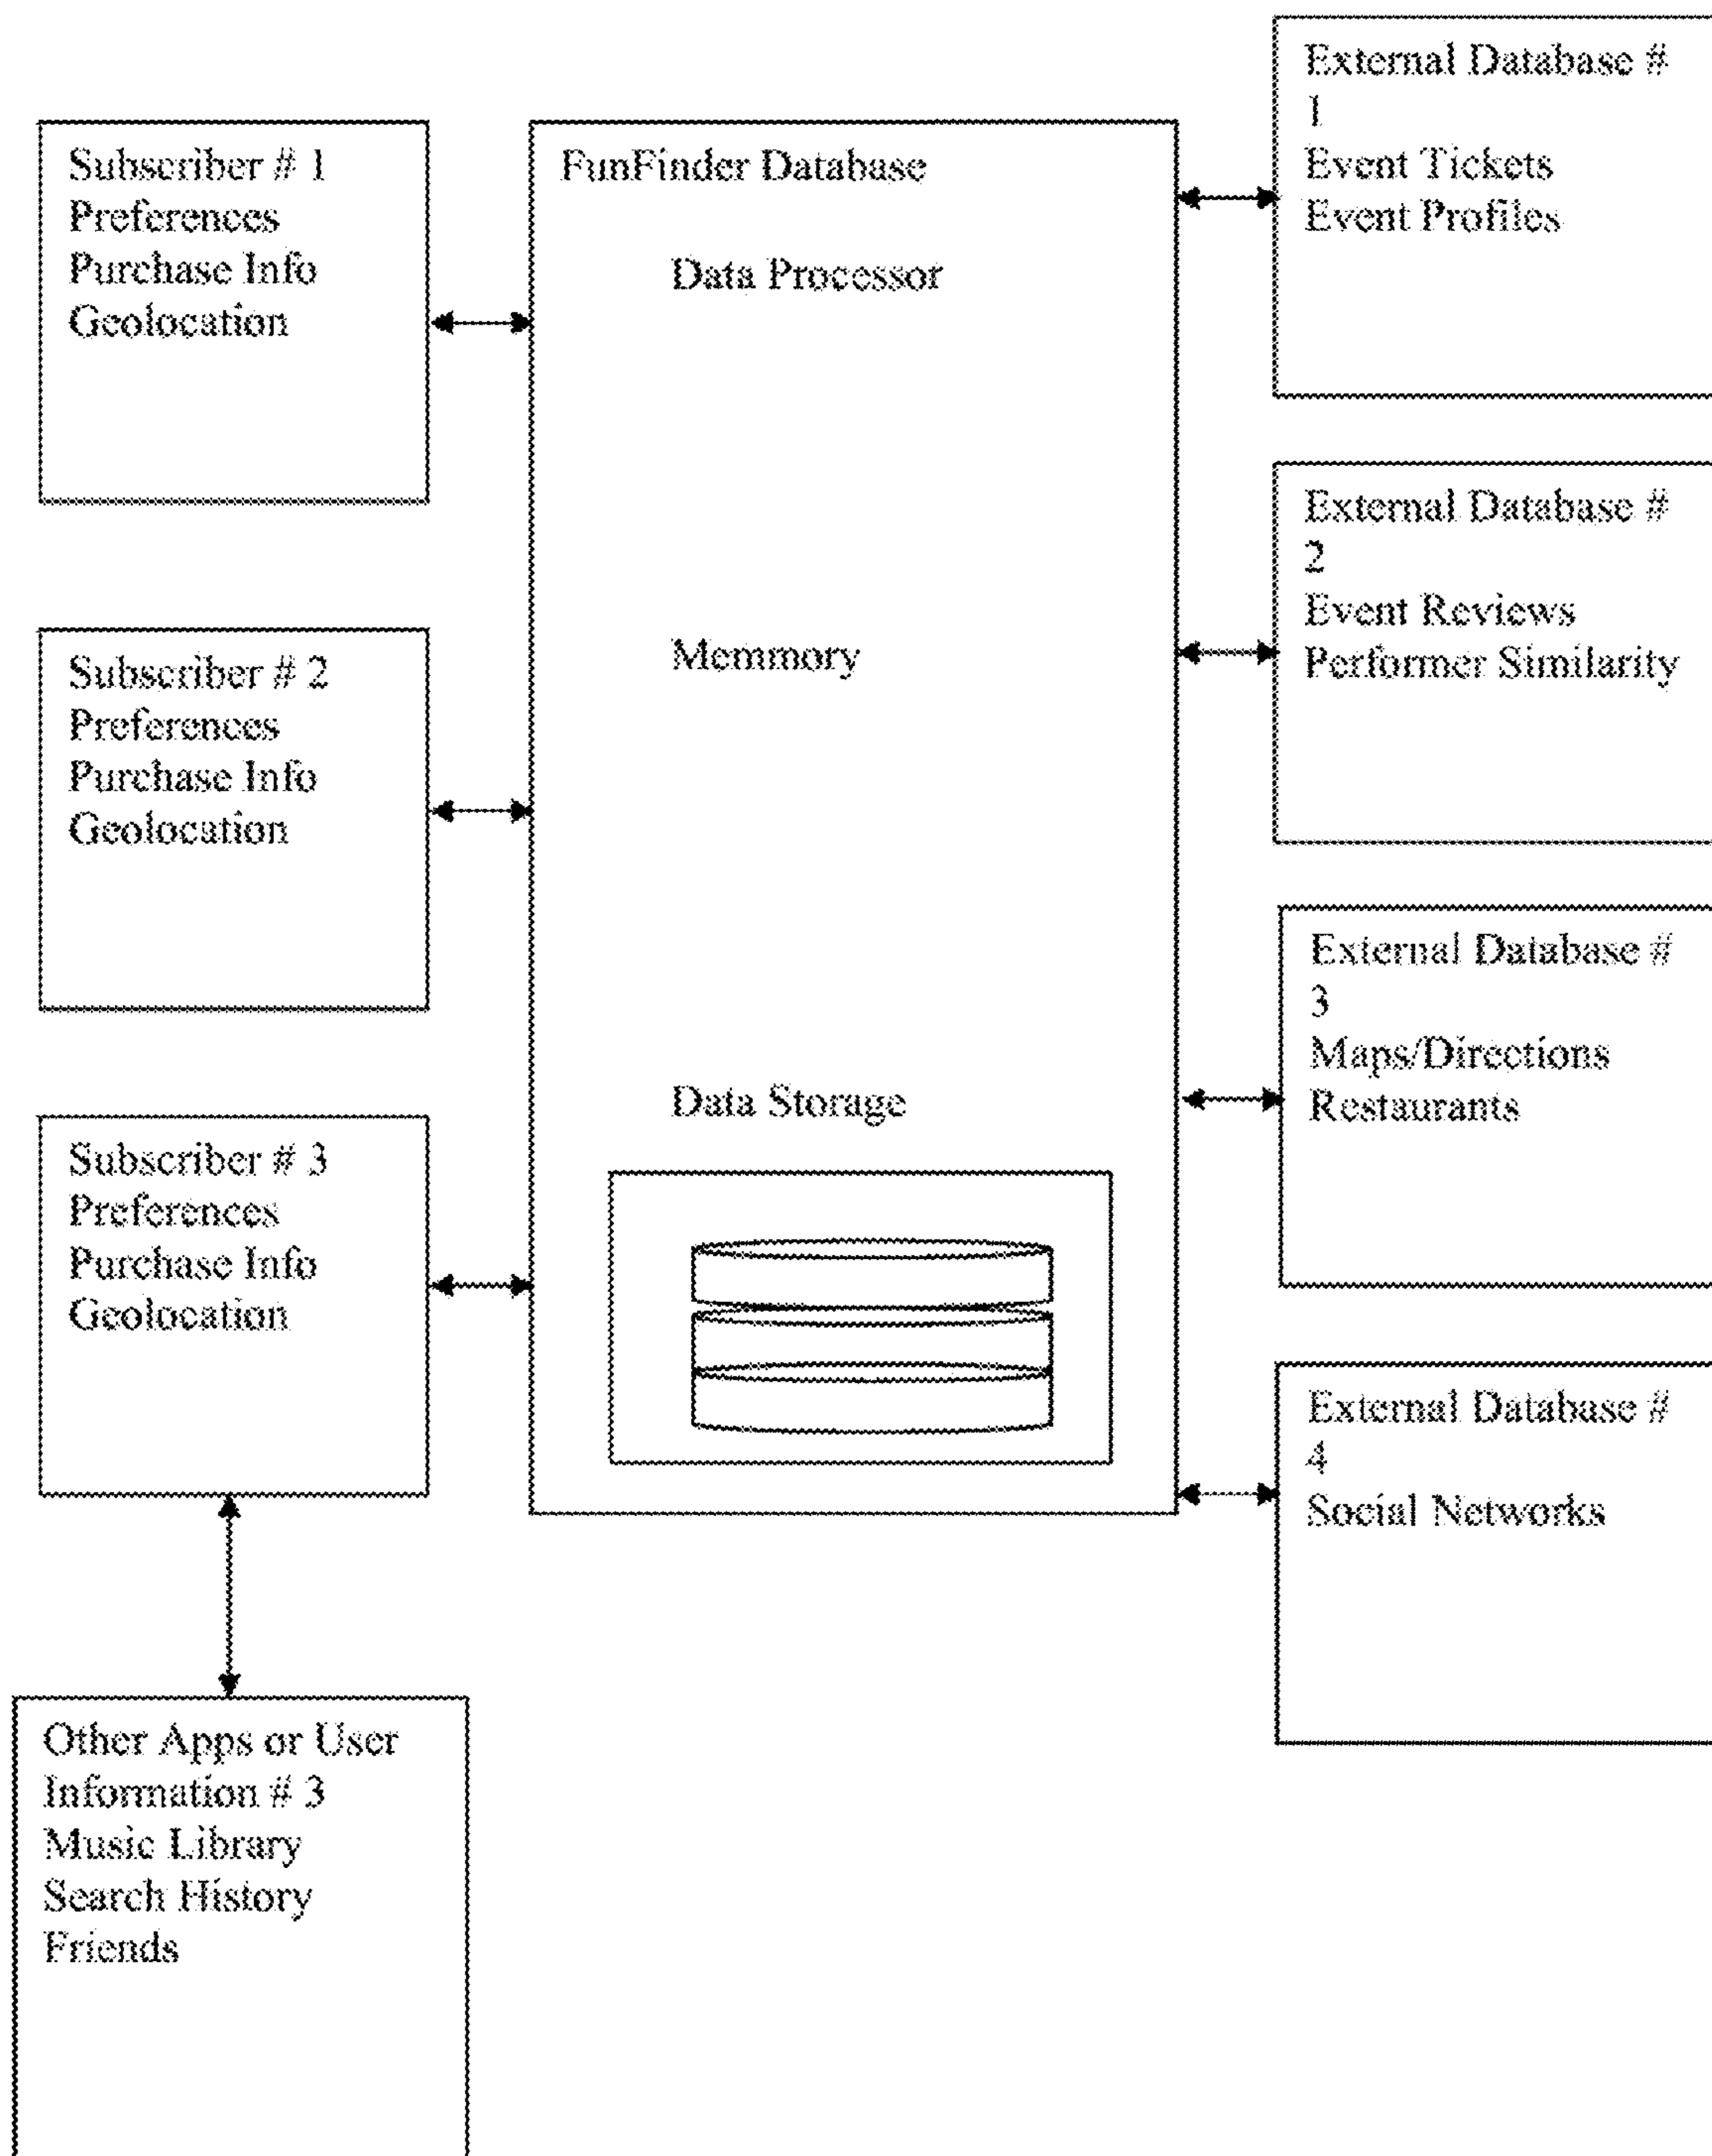 Subscriber # 1
Preferences
Purchase Info
Geolocation
Subscriber # 2
Preferences
Purchase Info
Geolocation
Subscriber # 3
Preferences
Purchase Info
Geolocation
Other Apps or User
Information # 3
Music Library
Search History
Friends
FunFinder Database
Data Processor
Memmory
Data Storage
External Database #
1
Event Tickets
Event Profiles
External Database #
2
Event Reviews
Performer Similarity
External Database #
3
Maps/Directions
Restaurants
External Database #
4
Social Networks